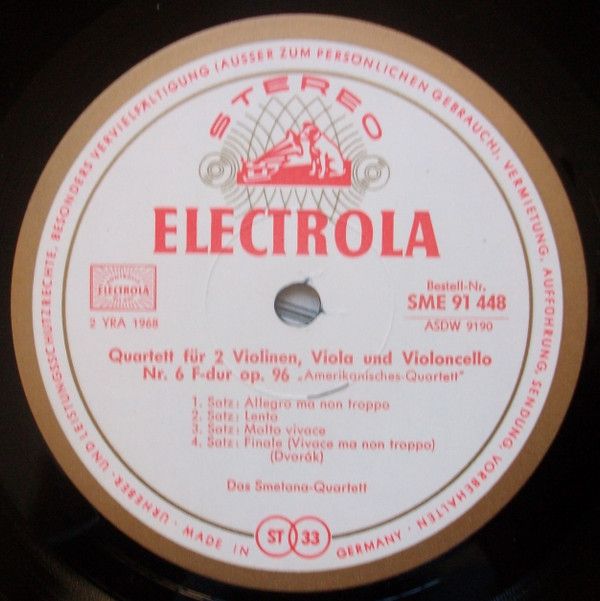 URHEBER- UND LEISTUNGSSCHUTZRECHTE, BESONDERS VERVIELFÄLTIGUNG (AUSSER ZUM PERSÖNLICHEN GEBRAUCH), VERMIETUNG, AUFFÜHRUNG, SENDUNG, VORBEHALTEN ·
STEREO
ELECTROLA
ELECTROLA
2 YRA 1968
Bestell-Nr.
SME 91 448
ASDW 9190
Quartett für 2 Violinen, Viola und Violoncello
Nr. 6 F-dur op. 96 „Amerikanisches-Quartett"
1. Satz: Allegro ma non troppo
2. Satz: Lento
3. Satz: Molto vivace
4. Satz: Finale (Vivace ma non troppo)
(Dvorák)
Das Smetana-Quartett
MADE IN ST 33 GERMANY